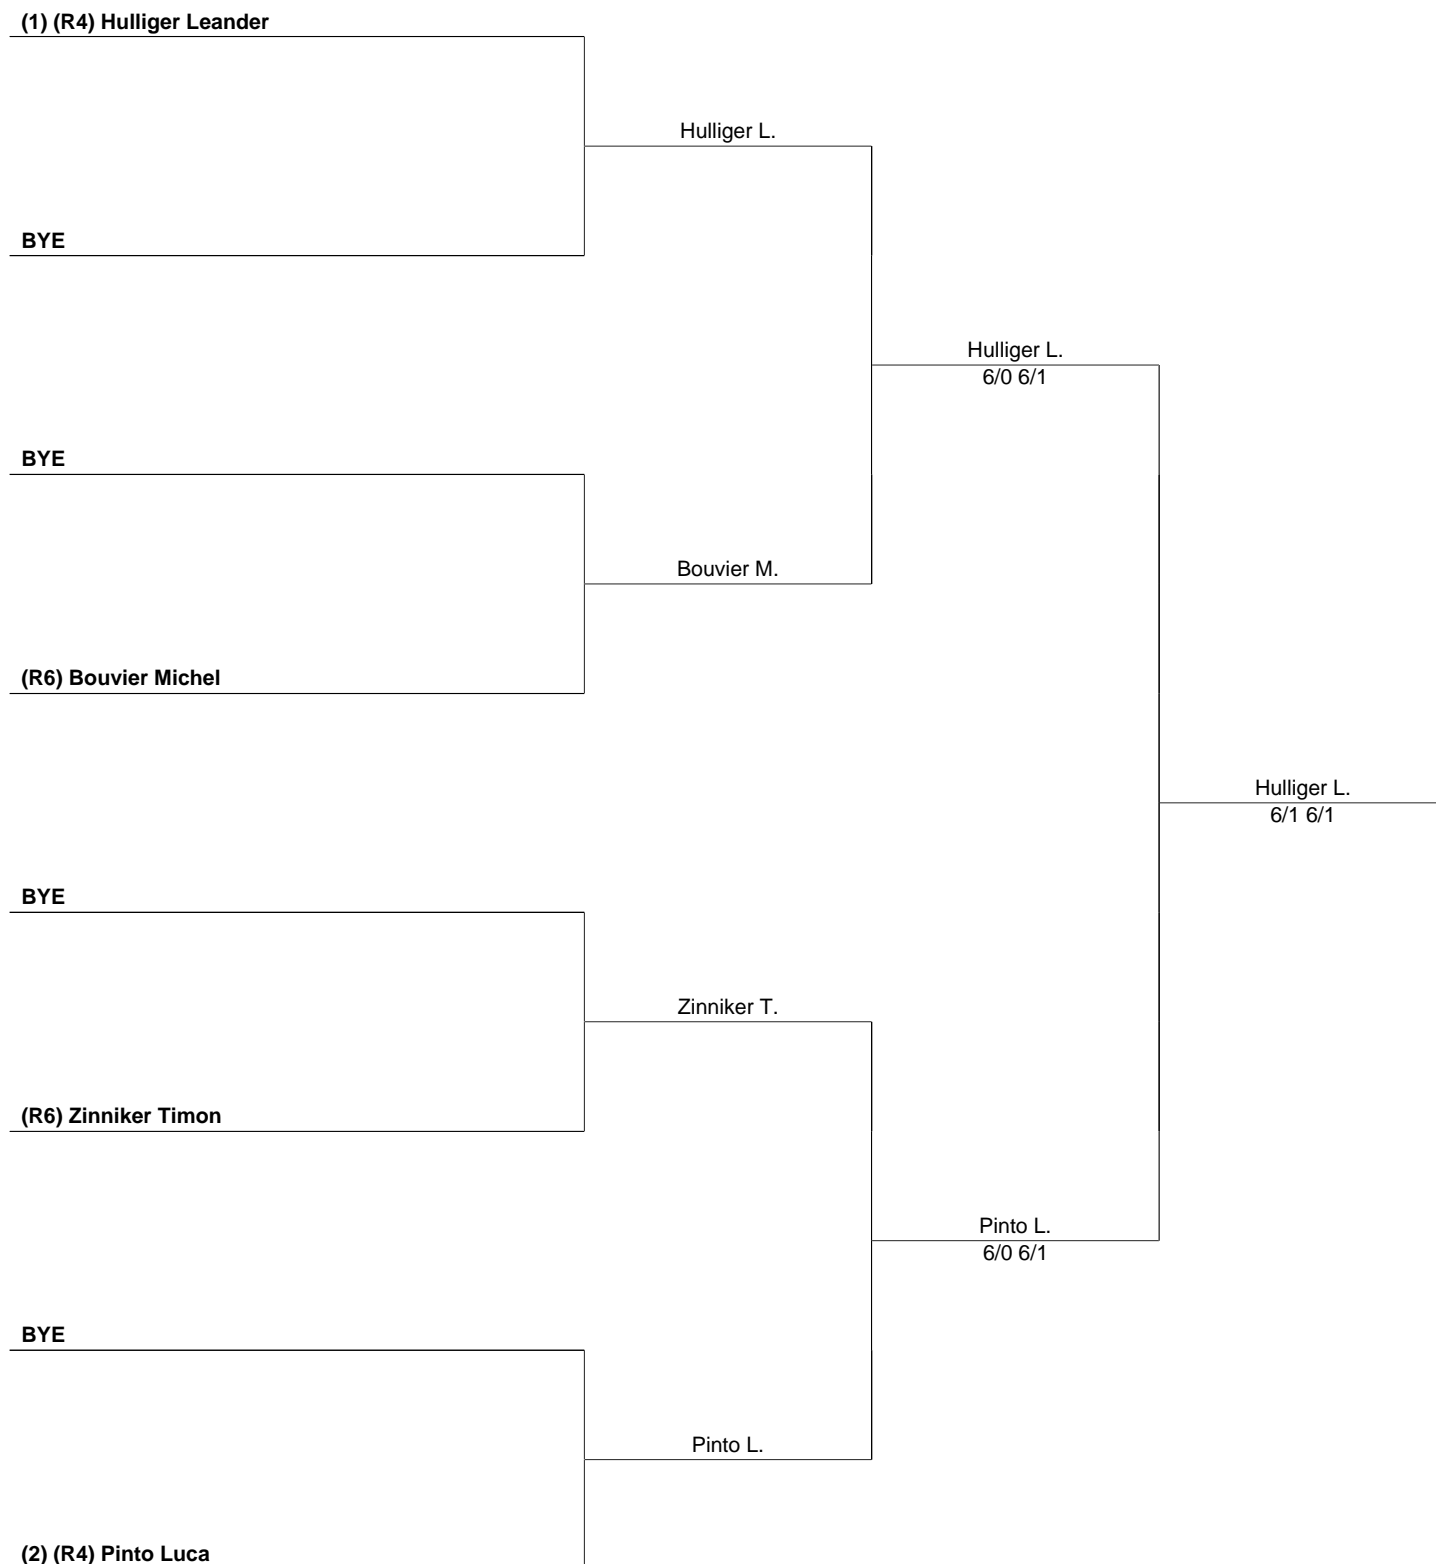 (1) (R4) Hulliger Leander
Hulliger L.
BYE
Hulliger L.
6/0 6/1
BYE
Bouvier M.
(R6) Bouvier Michel
Hulliger L.
6/1 6/1
BYE
Zinniker T.
(R6) Zinniker Timon
Pinto L.
6/0 6/1
BYE
Pinto L.
(2) (R4) Pinto Luca